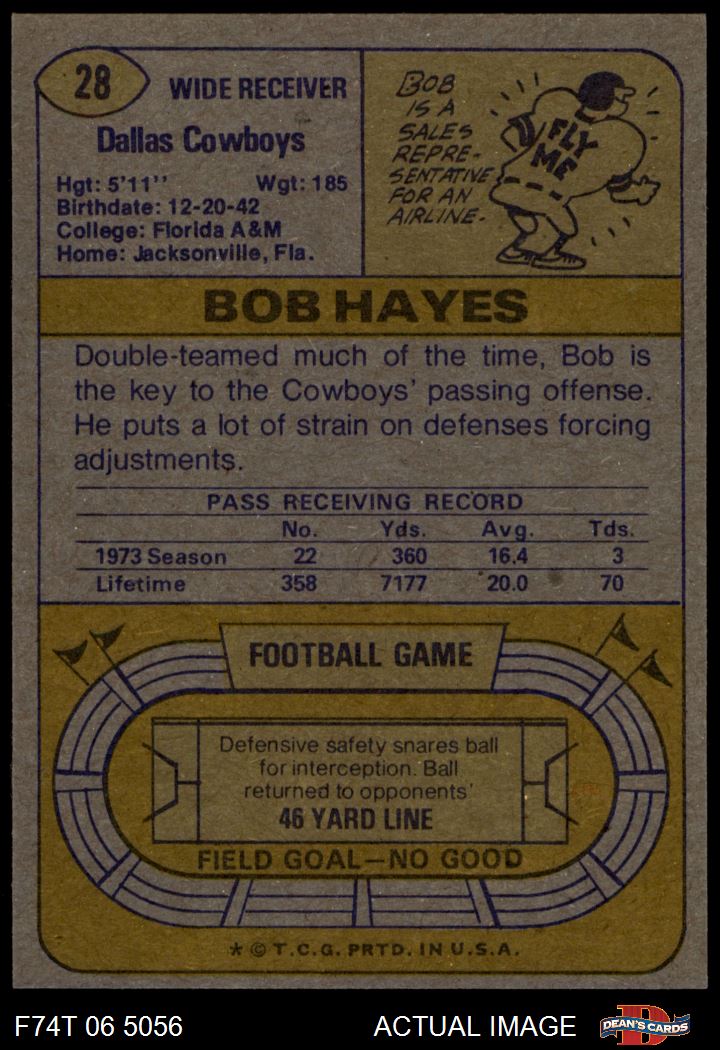 28
WIDE RECEIVER
Dallas Cowboys
Hgt: 5'11'' Wgt: 185
Birthdate: 12-20-42
College: Florida A&M
Home: Jacksonville, Fla.
BOB
IS A
SALES
REPRE-
SENTATIVE
FOR AN
AIRLINE.
FLY
ME
BOB HAYES
Double-teamed much of the time, Bob is
the key to the Cowboys' passing offense.
He puts a lot of strain on defenses forcing
adjustments.
PASS RECEIVING RECORD
No. Yds. Avg. Tds.
1973 Season 22 360 16.4 3
Lifetime 358 7177 20.0 70
FOOTBALL GAME
Defensive safety snares ball
for interception. Ball
returned to opponents'
46 YARD LINE
FIELD GOAL—NO GOOD
* © T.C.G. PRTD. IN U.S.A.
F74T 06 5056 ACTUAL IMAGE D DEAN'S CARDS